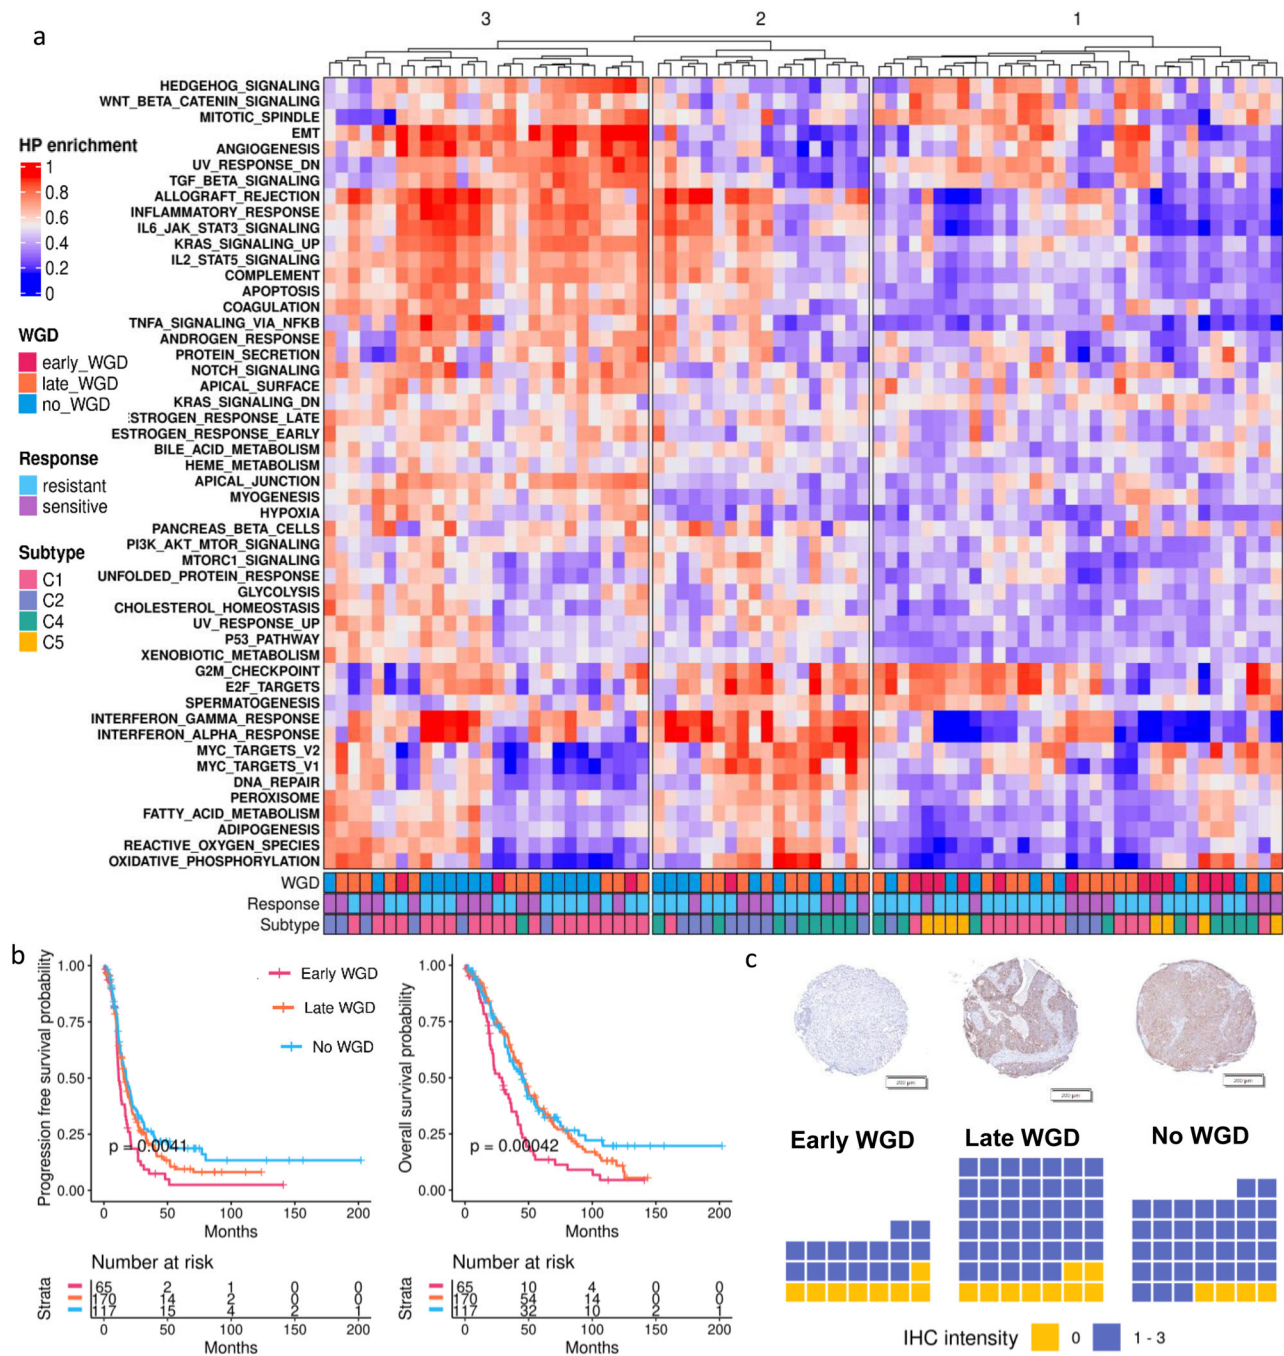 a
3 2 1
HP enrichment
1
0.8
0.6
0.4
0.2
0
WGD
early_WGD
late_WGD
no_WGD
Response
resistant
sensitive
Subtype
C1
C2
C4
C5
HEDGEHOG_SIGNALING
WNT_BETA_CATENIN_SIGNALING
MITOTIC_SPINDLE
EMT
ANGIOGENESIS
UV_RESPONSE_DN
TGF_BETA_SIGNALING
ALLOGRAFT_REJECTION
INFLAMMATORY_RESPONSE
IL6_JAK_STAT3_SIGNALING
KRAS_SIGNALING_UP
IL2_STAT5_SIGNALING
COMPLEMENT
APOPTOSIS
COAGULATION
TNFA_SIGNALING_VIA_NFKB
ANDROGEN_RESPONSE
PROTEIN_SECRETION
NOTCH_SIGNALING
APICAL_SURFACE
KRAS_SIGNALING_DN
ESTROGEN_RESPONSE_LATE
ESTROGEN_RESPONSE_EARLY
BILE_ACID_METABOLISM
HEME_METABOLISM
APICAL_JUNCTION
MYOGENESIS
HYPOXIA
PANCREAS_BETA_CELLS
PI3K_AKT_MTOR_SIGNALING
MTORC1_SIGNALING
UNFOLDED_PROTEIN_RESPONSE
GLYCOLYSIS
CHOLESTEROL_HOMEOSTASIS
UV_RESPONSE_UP
P53_PATHWAY
XENOBIOTIC_METABOLISM
G2M_CHECKPOINT
E2F_TARGETS
SPERMATOGENESIS
INTERFERON_GAMMA_RESPONSE
INTERFERON_ALPHA_RESPONSE
MYC_TARGETS_V2
MYC_TARGETS_V1
DNA_REPAIR
PEROXISOME
FATTY_ACID_METABOLISM
ADIPOGENESIS
REACTIVE_OXYGEN_SPECIES
OXIDATIVE_PHOSPHORYLATION
WGD
Response
Subtype
b
Progression free survival probability
1.00
0.75
0.50
0.25
0.00
p = 0.0041
Early WGD
Late WGD
No WGD
0 50 100 150 200
Months
Number at risk
Strata
65 2 1 0 0
170 14 2 0 0
117 15 4 2 1
0 50 100 150 200
Months
Overall survival probability
1.00
0.75
0.50
0.25
0.00
p = 0.00042
0 50 100 150 200
Months
Number at risk
Strata
65 10 4 0 0
170 54 14 0 0
117 32 10 2 1
0 50 100 150 200
Months
c
200 µm
200 µm
200 µm
Early WGD Late WGD No WGD
IHC intensity 0 1 - 3